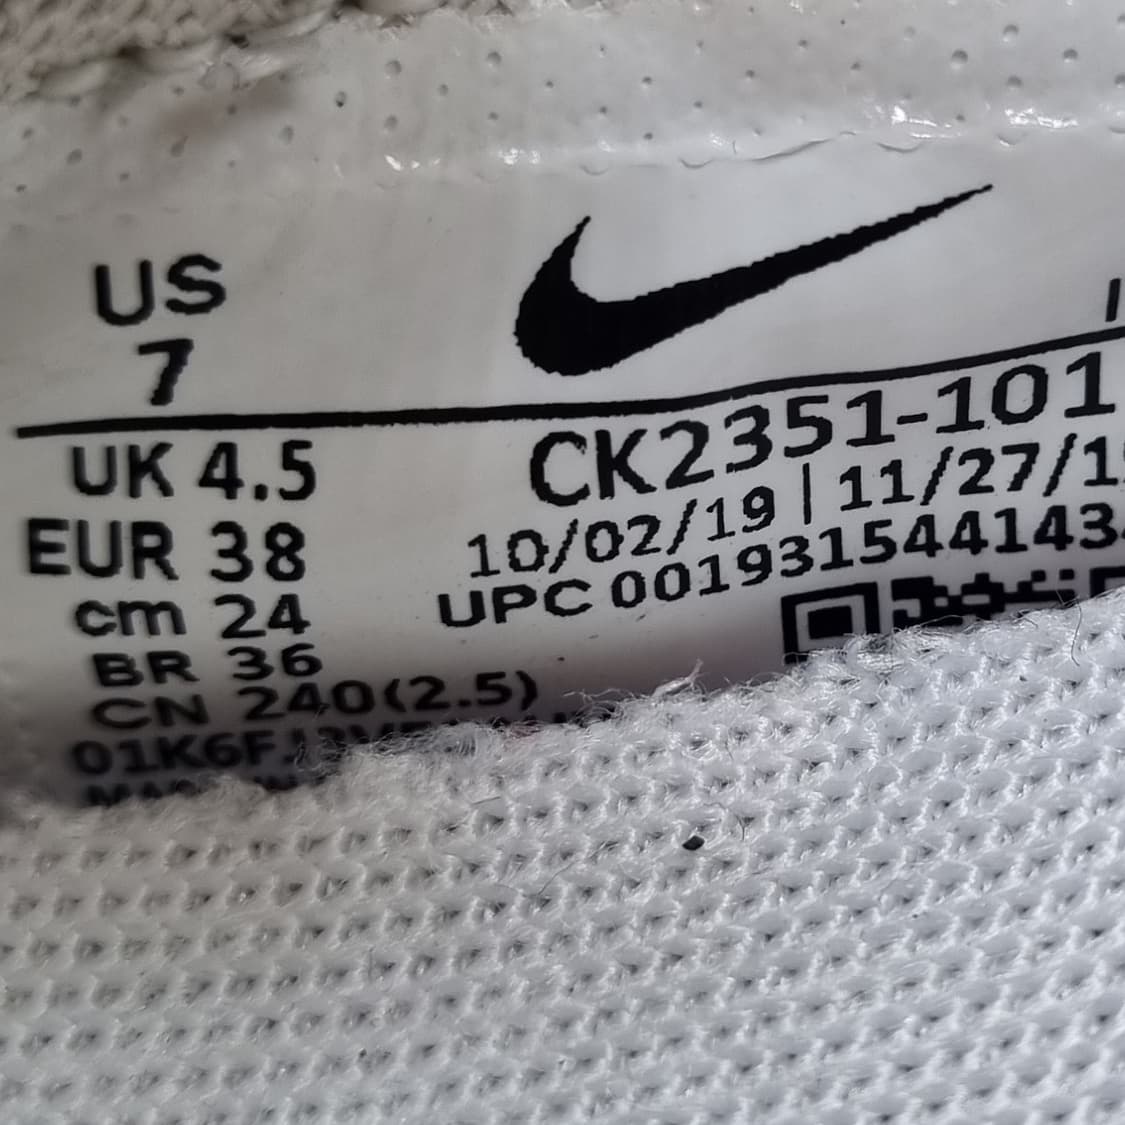 US
7
UK 4.5
EUR 38
cm 24
BR 36
CN 240(2.5)
CK2351-101
10/02/19 | 11/27/1
UPC 001931544143